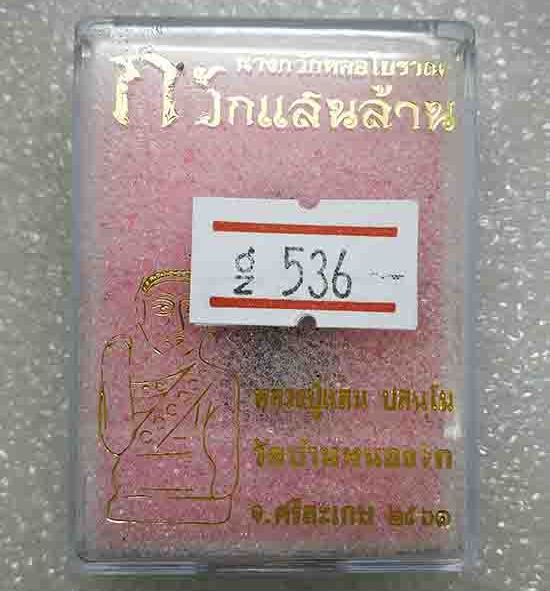 นางกวักหล่อโบราณ
กวักแสนล้าน
NO. 536
หลวงปู่แสน ปสนฺโน
วัดบ้านหนองจิก
จ.ศรีสะเกษ ๒๕๖๑